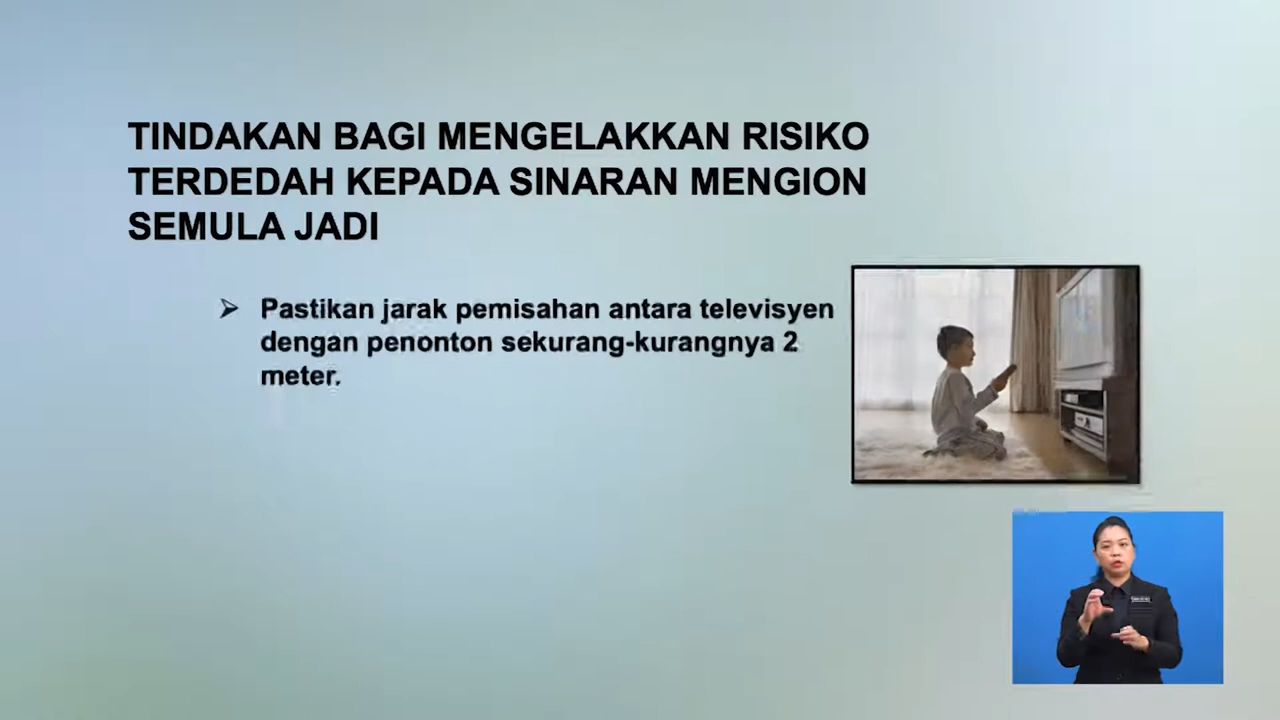 TINDAKAN BAGI MENGELAKKAN RISIKO
TERDEDAH KEPADA SINARAN MENGION
SEMULA JADI
Pastikan jarak pemisahan antara televisyen
dengan penonton sekurang-kurangnya 2
meter.